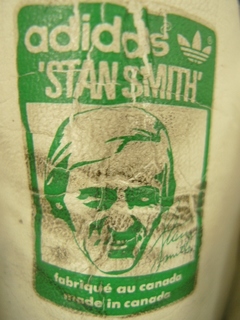 adidas
'STAN SMITH'
fabriqué au canada
made in canada